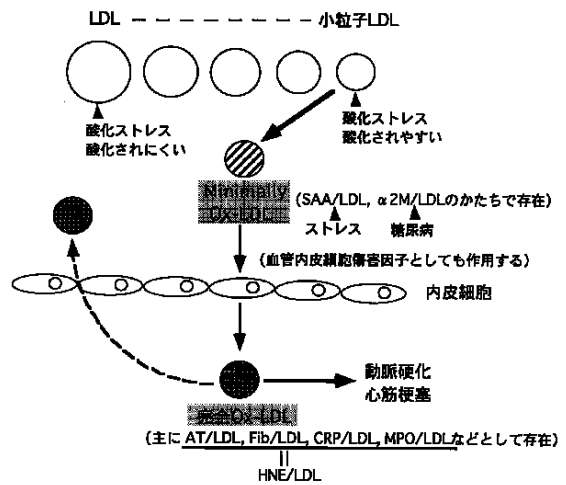 LDL ― ― ― ― ― ― ― 小粒子LDL
酸化ストレス
酸化されにくい
酸化ストレス
酸化されやすい
Minimally
Ox-LDL
(SAA/LDL, α2M/LDLのかたちで存在)
ストレス
糖尿病
(血管内皮細胞傷害因子としても作用する)
内皮細胞
動脈硬化
心筋梗塞
完全Ox-LDL
(主に AT/LDL, Fib/LDL, CRP/LDL, MPO/LDLなどとして存在)
HNE/LDL